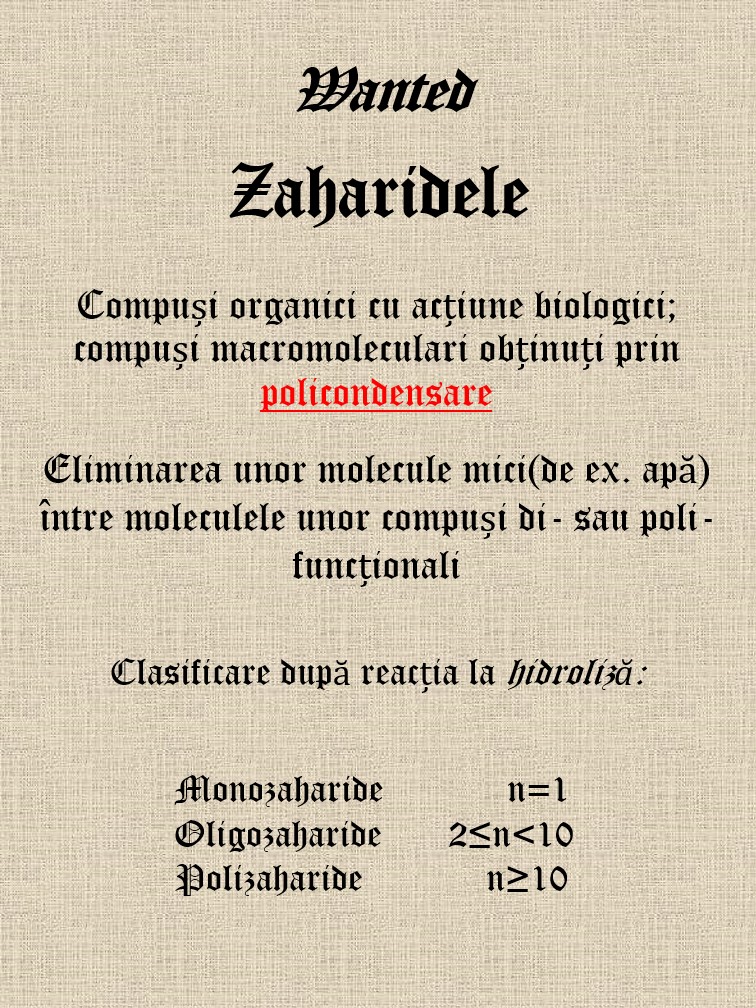 Wanted
Zaharidele
Compuși organici cu acțiune biologici;
compuși macromoleculari obținuți prin
policondensare
Eliminarea unor molecule mici(de ex. apă)
între moleculele unor compuși di- sau poli-
funcționali
Clasificare după reacția la hidroliză:
Monozaharide n=1
Oligozaharide 2≤n<10
Polizaharide n≥10